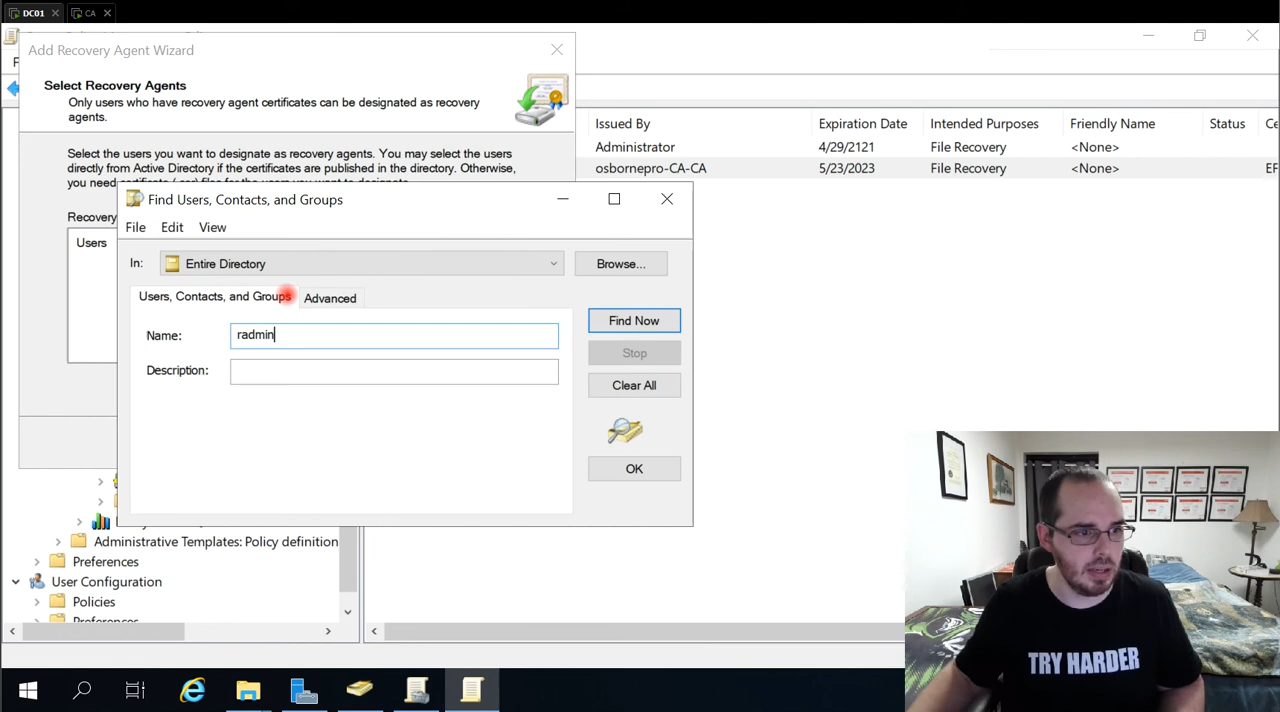 DC01
CA
Add Recovery Agent Wizard
Select Recovery Agents
Only users who have recovery agent certificates can be designated as recovery
agents.
Select the users you want to designate as recovery agents. You may select the users
directly from Active Directory if the certificates are published in the directory. Otherwise,
Recovery
Users
Find Users, Contacts, and Groups
File Edit View
In: Entire Directory Browse...
Users, Contacts, and Groups Advanced
Name: radmin Find Now
Stop
Description:
Clear All
OK
Issued By Expiration Date Intended Purposes Friendly Name Status Ce
Administrator 4/29/2121 File Recovery <None>
osbornepro-CA-CA 5/23/2023 File Recovery <None> EF
Administrative Templates: Policy definition
Preferences
User Configuration
Policies
Preferences
TRY HARDER